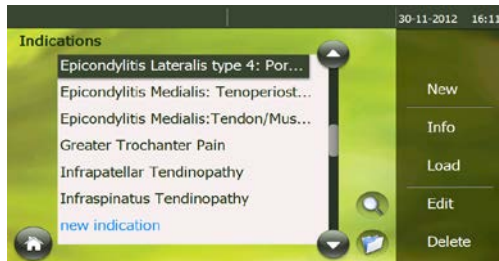 30-11-2012 16:11
Indications
Epicondylitis Lateralis type 4: Por...
Epicondylitis Medialis: Tenoperiost...
Epicondylitis Medialis:Tendon/Mus...
Greater Trochanter Pain
Infrapatellar Tendinopathy
Infraspinatus Tendinopathy
new indication
New
Info
Load
Edit
Delete